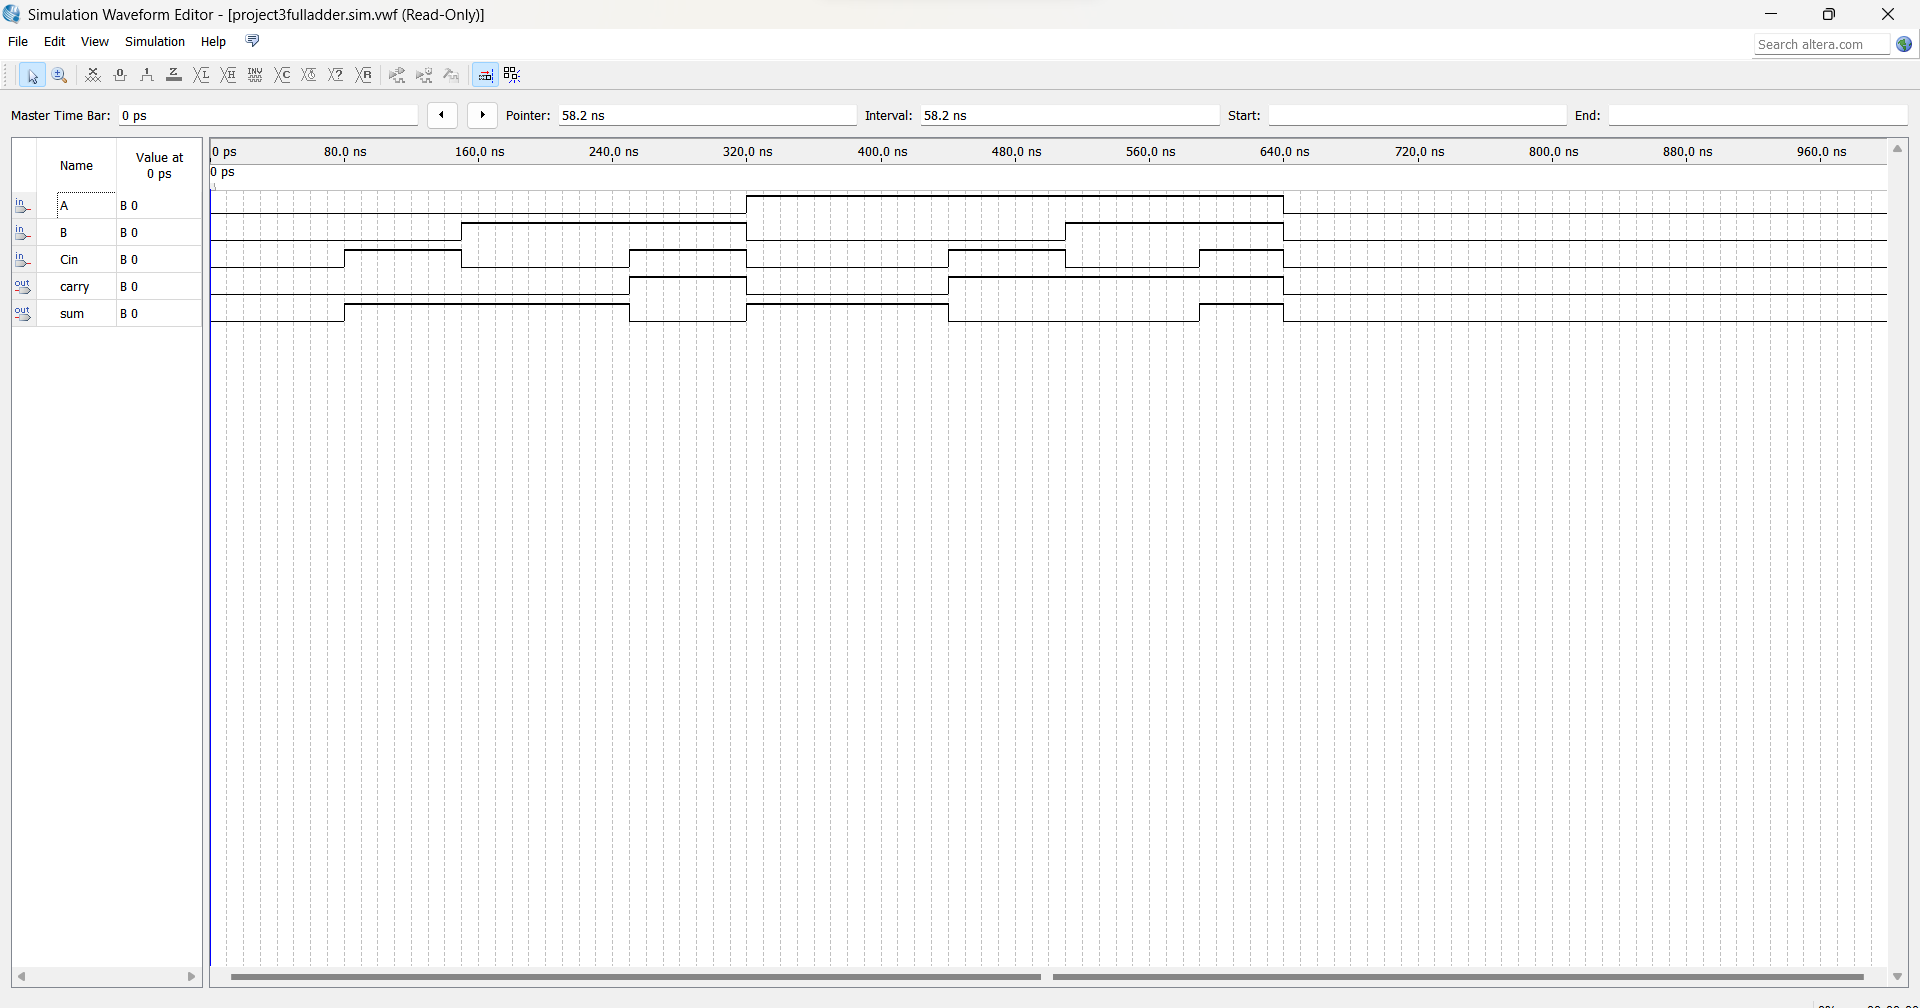 Simulation Waveform Editor - [project3fulladder.sim.vwf (Read-Only)]
File Edit View Simulation Help
Search altera.com
Master Time Bar: 0 ps Pointer: 58.2 ns Interval: 58.2 ns Start: End:
Name Value at 0 ps
0 ps 80.0 ns 160.0 ns 240.0 ns 320.0 ns 400.0 ns 480.0 ns 560.0 ns 640.0 ns 720.0 ns 800.0 ns 880.0 ns 960.0 ns
0 ps
in A B 0
in B B 0
in Cin B 0
out carry B 0
out sum B 0